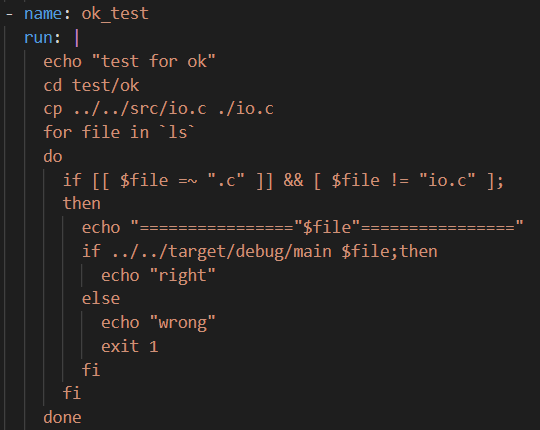 - name: ok_test
run: |
echo "test for ok"
cd test/ok
cp ../../src/io.c ./io.c
for file in `ls`
do
if [[ $file =~ ".c" ]] && [ $file != "io.c" ];
then
echo "================"$file"================"
if ../../target/debug/main $file;then
echo "right"
else
echo "wrong"
exit 1
fi
fi
done